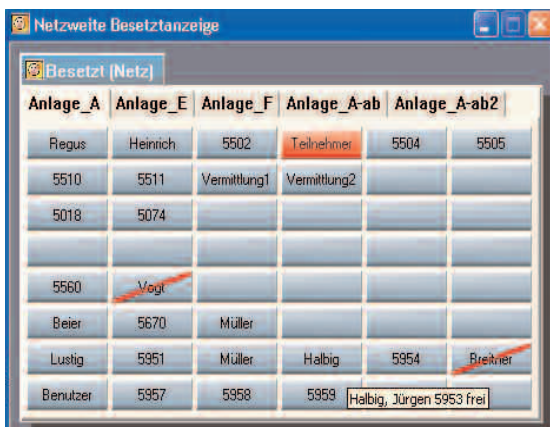 Netzweite Besetztanzeige
Besetzt (Netz)
Anlage_A Anlage_E Anlage_F Anlage_A-ab Anlage_A-ab2
Regus Heinrich 5502 Teilnehmer 5504 5505
5510 5511 Vermittlung1 Vermittlung2
5018 5074
5560 Vogt
Beier 5670 Müller
Lustig 5951 Müller Halbig 5954 Breitner
Benutzer 5957 5958 5959 Halbig, Jürgen 5953 frei